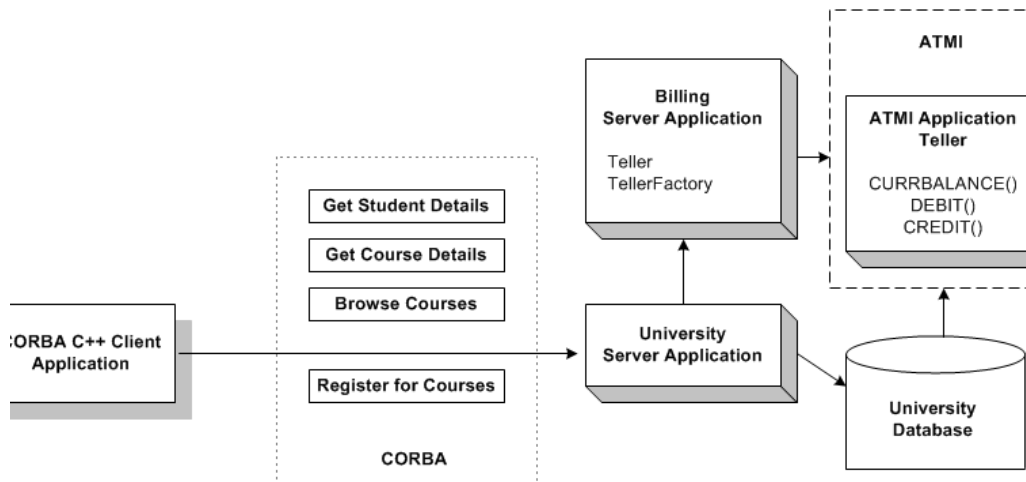 ATMI
Billing
Server Application
Teller
TellerFactory
ATMI Application
Teller
CURRBALANCE()
DEBIT()
CREDIT()
Get Student Details
Get Course Details
Browse Courses
Register for Courses
CORBA
CORBA C++ Client
Application
University
Server Application
University
Database